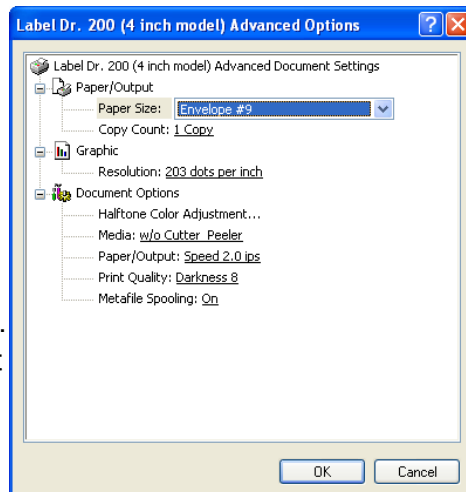 Label Dr. 200 (4 inch model) Advanced Options
Label Dr. 200 (4 inch model) Advanced Document Settings
Paper/Output
Paper Size: Envelope #9
Copy Count: 1 Copy
Graphic
Resolution: 203 dots per inch
Document Options
Halftone Color Adjustment...
Media: w/o Cutter_Peeler
Paper/Output: Speed 2.0 ips
Print Quality: Darkness 8
Metafile Spooling: On
OK Cancel